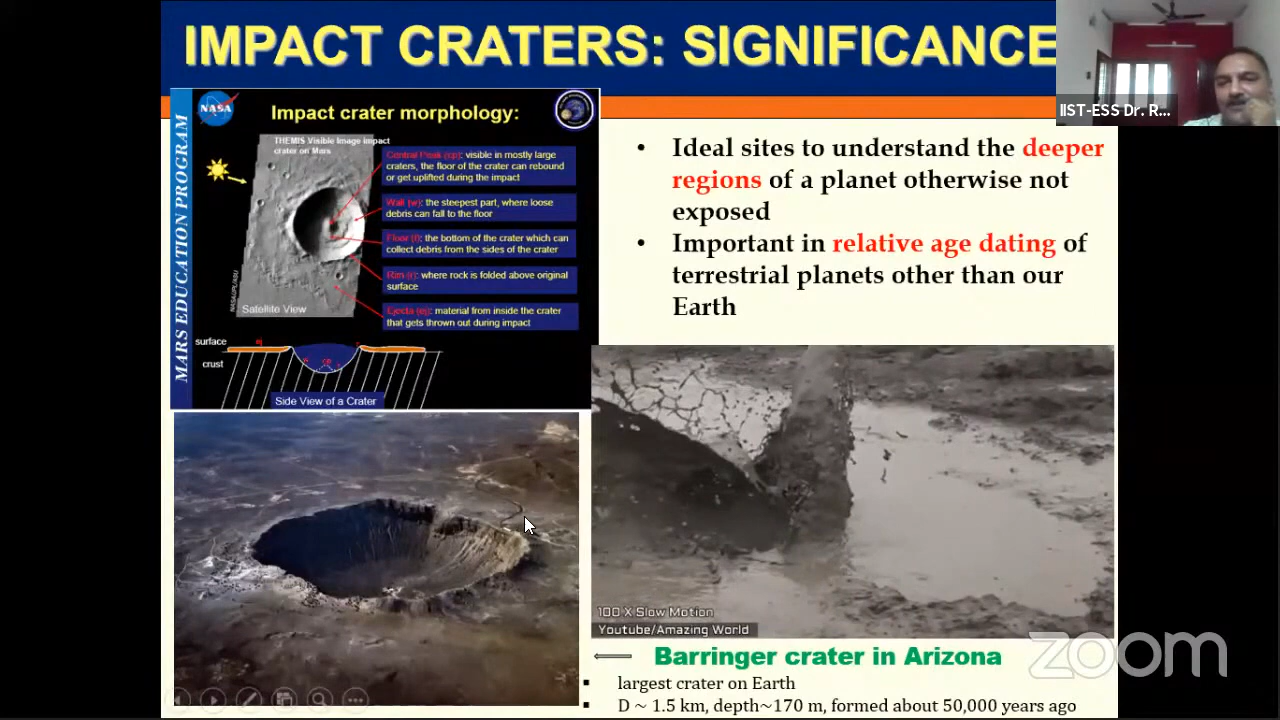 IMPACT CRATERS: SIGNIFICANCE
IIST-ESS Dr. R...
MARS EDUCATION PROGRAM
NASA
Impact crater morphology:
THEMIS Visible Image Impact
crater on Mars
Central Peak (cp): visible in mostly large
craters, the floor of the crater can rebound
or get uplifted during the impact
Wall (w): the steepest part, where loose
debris can fall to the floor
Floor (f): the bottom of the crater which can
collect debris from the sides of the crater
Rim (r): where rock is folded above original
surface
Ejecta (ej): material from inside the crater
that gets thrown out during impact
NASA/JPL/ASU
Satellite View
surface
ej
r
crust
CP
Side View of a Crater
• Ideal sites to understand the deeper
regions of a planet otherwise not
exposed
• Important in relative age dating of
terrestrial planets other than our
Earth
100 X Slow Motion
Youtube/Amazing World
zoom
Barringer crater in Arizona
▪ largest crater on Earth
▪ D ~ 1.5 km, depth~170 m, formed about 50,000 years ago